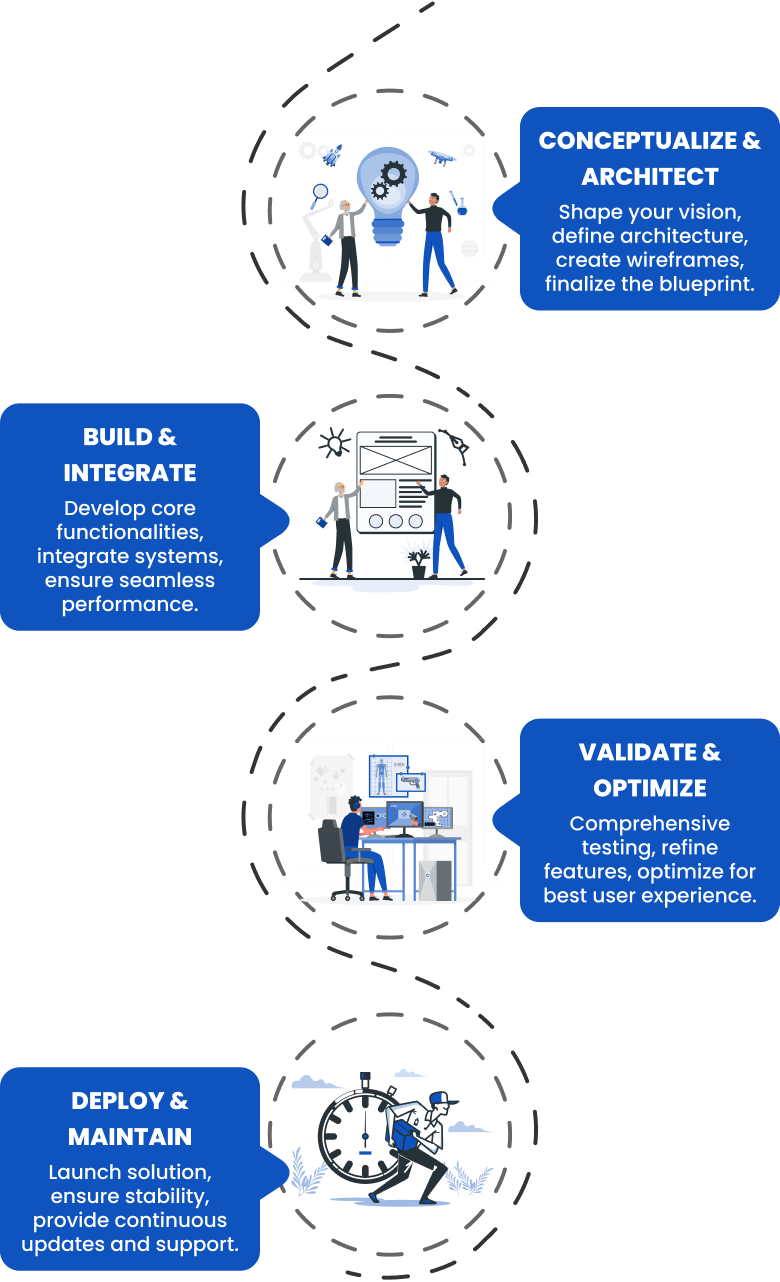 CONCEPTUALIZE &
ARCHITECT
Shape your vision,
define architecture,
create wireframes,
finalize the blueprint.
BUILD &
INTEGRATE
Develop core
functionalities,
integrate systems,
ensure seamless
performance.
VALIDATE &
OPTIMIZE
Comprehensive
testing, refine
features, optimize for
best user experience.
DEPLOY &
MAINTAIN
Launch solution,
ensure stability,
provide continuous
updates and support.